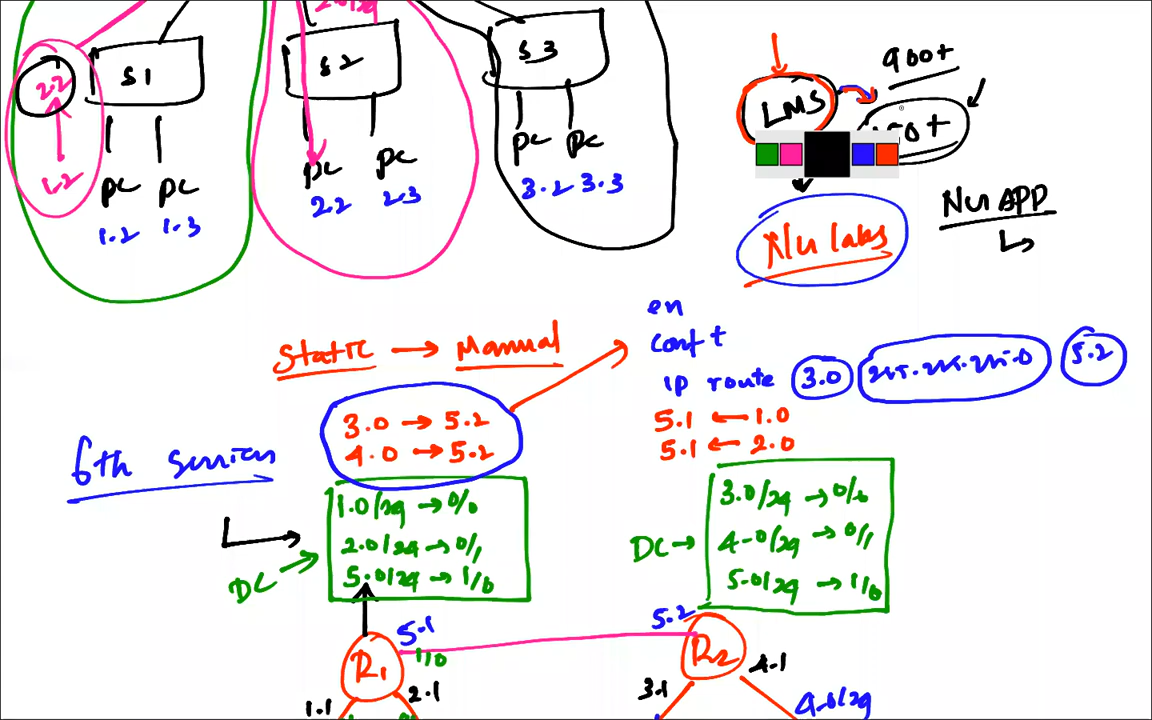 2.2
1.2
S1
PC PC
1.2 1.3
S2
PC PC
2.2 2.3
S3
PC PC
3.2 3.3
LMS
900+
50+
NU labs
NU APP
Static → Manual
3.0 → 5.2
4.0 → 5.2
en
conf t
ip route 3.0 255.255.255.0 5.2
5.1 ← 1.0
5.1 ← 2.0
6th session
DC
1.0/24 → 0/0
2.0/24 → 0/1
5.0/24 → 1/0
DC →
3.0/24 → 0/0
4.0/24 → 0/1
5.0/24 → 1/0
R1
5.1
1/0
1.1
2.1
5.2
R2
3.1
4.1
4.0/24